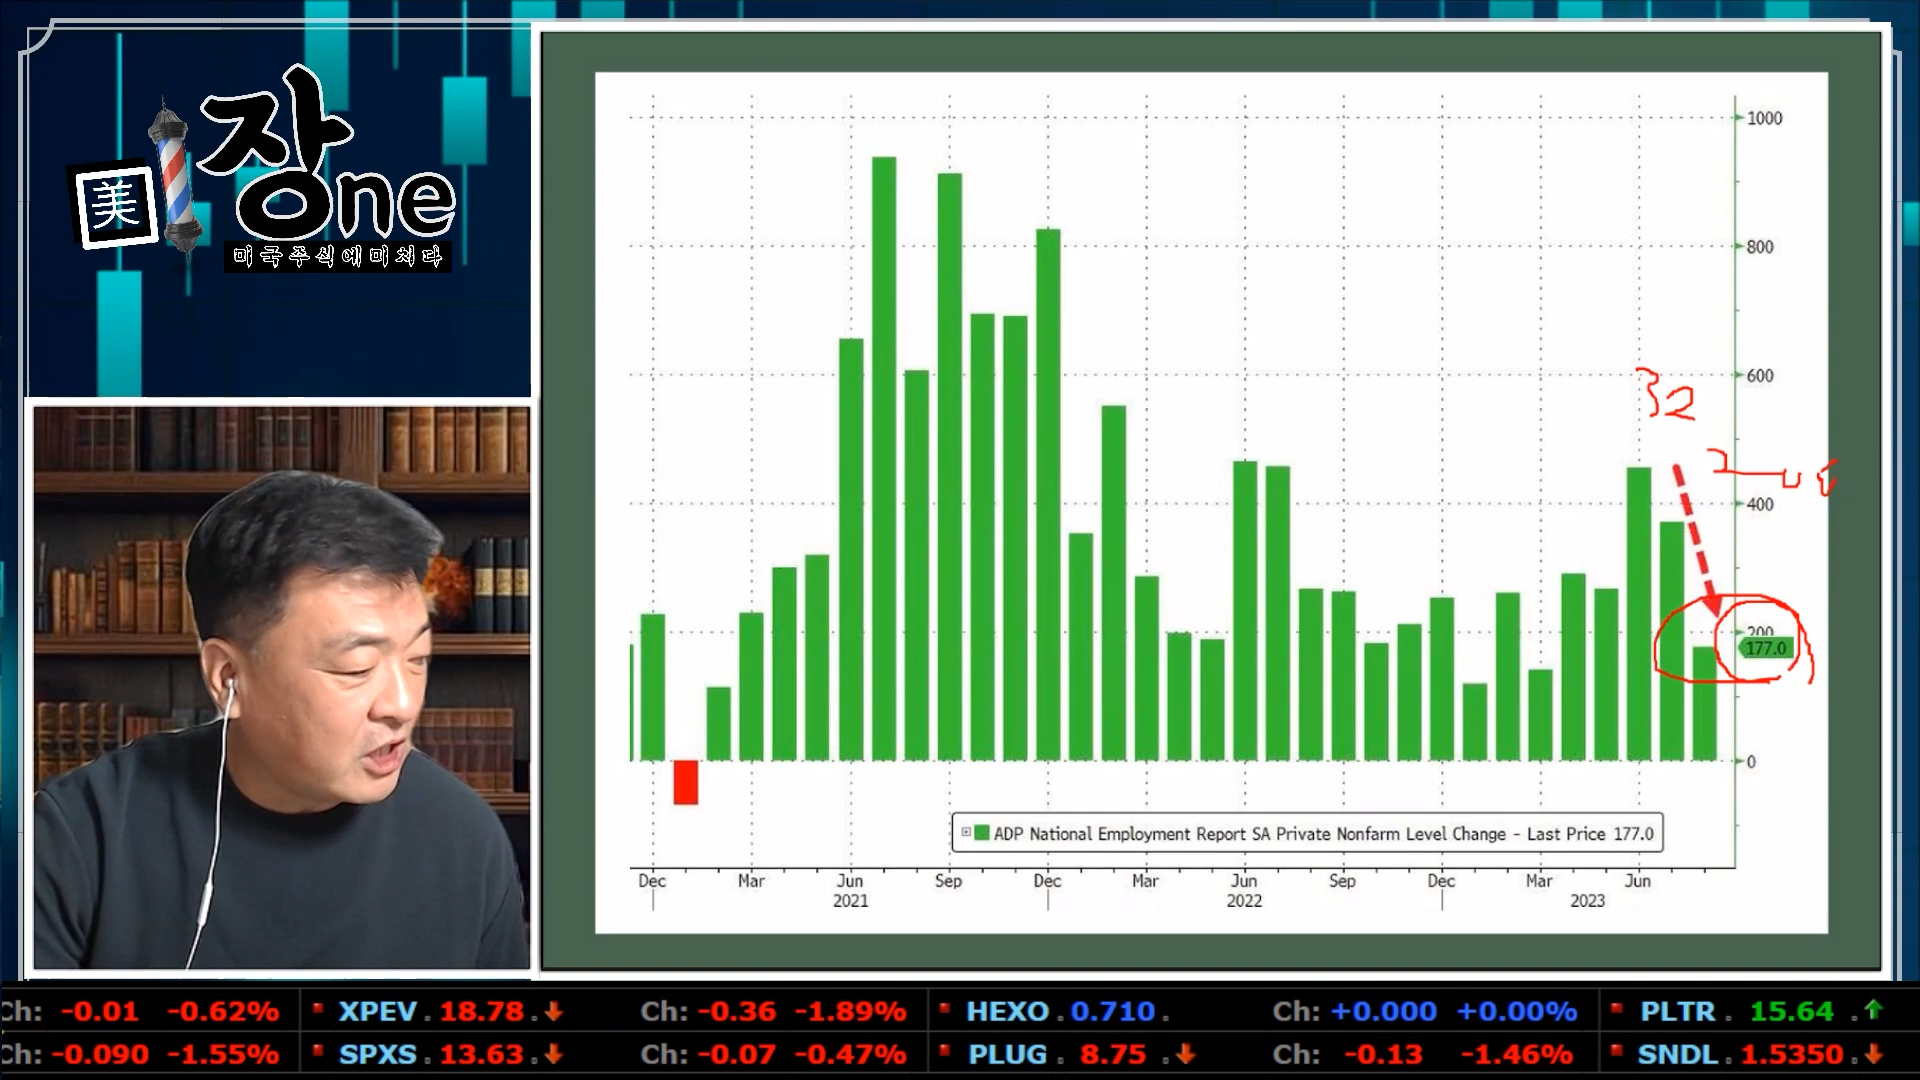 美
장one
미국주식에미치다
1000
800
600
32
400
200
177.0
0
ADP National Employment Report SA Private Nonfarm Level Change - Last Price 177.0
Dec Mar Jun Sep Dec Mar Jun Sep Dec Mar Jun
2021 2022 2023
Ch: -0.01 -0.62% XPEV . 18.78 . Ch: -0.36 -1.89% HEXO . 0.710 . Ch: +0.000 +0.00% PLTR . 15.64 .
Ch: -0.090 -1.55% SPXS . 13.63 . Ch: -0.07 -0.47% PLUG . 8.75 . Ch: -0.13 -1.46% SNDL . 1.5350 .